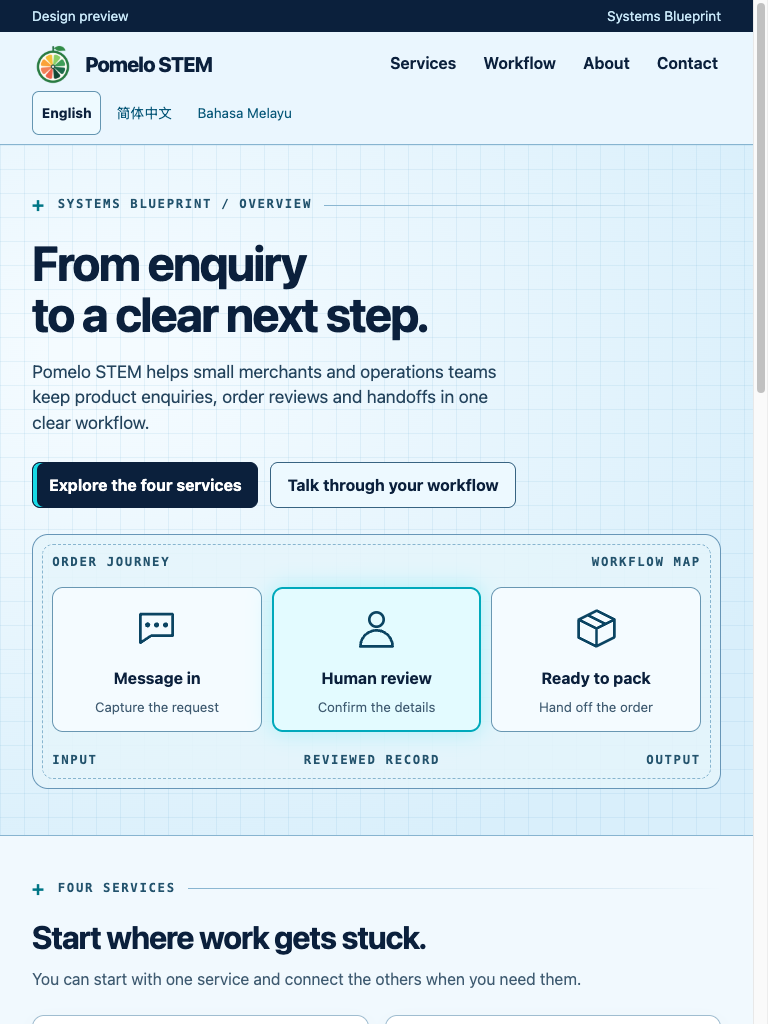 Design preview
Systems Blueprint
Pomelo STEM
Services
Workflow
About
Contact
English
简体中文
Bahasa Melayu
SYSTEMS BLUEPRINT / OVERVIEW
From enquiry
to a clear next step.
Pomelo STEM helps small merchants and operations teams
keep product enquiries, order reviews and handoffs in one
clear workflow.
Explore the four services
Talk through your workflow
ORDER JOURNEY
WORKFLOW MAP
Message in
Capture the request
Human review
Confirm the details
Ready to pack
Hand off the order
INPUT
REVIEWED RECORD
OUTPUT
FOUR SERVICES
Start where work gets stuck.
You can start with one service and connect the others when you need them.